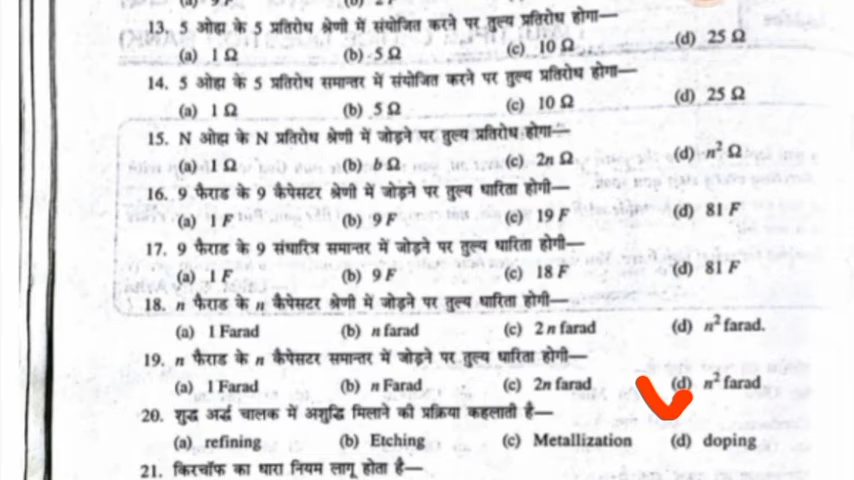 13. 5 ओह्म के 5 प्रतिरोध श्रेणी में संयोजित करने पर तुल्य प्रतिरोध होगा—
(a) 1 Ω (b) 5 Ω (c) 10 Ω (d) 25 Ω
14. 5 ओह्म के 5 प्रतिरोध समान्तर में संयोजित करने पर तुल्य प्रतिरोध होगा—
(a) 1 Ω (b) 5 Ω (c) 10 Ω (d) 25 Ω
15. N ओह्म के N प्रतिरोध श्रेणी में जोड़ने पर तुल्य प्रतिरोध होगा—
(a) 1 Ω (b) b Ω (c) 2n Ω (d) n² Ω
16. 9 फैराड के 9 कैपेसटर श्रेणी में जोड़ने पर तुल्य धारिता होगी—
(a) 1 F (b) 9 F (c) 19 F (d) 81 F
17. 9 फैराड के 9 संधारित्र समान्तर में जोड़ने पर तुल्य धारिता होगी—
(a) 1 F (b) 9 F (c) 18 F (d) 81 F
18. n फैराड के n कैपेसटर श्रेणी में जोड़ने पर तुल्य धारिता होगी—
(a) 1 Farad (b) n farad (c) 2 n farad (d) n² farad.
19. n फैराड के n कैपेसटर समान्तर में जोड़ने पर तुल्य धारिता होगी—
(a) 1 Farad (b) n Farad (c) 2n farad (d) n² farad
20. शुद्ध अर्द्ध चालक में अशुद्धि मिलाने की प्रक्रिया कहलाती है—
(a) refining (b) Etching (c) Metallization (d) doping
21. किरचॉफ का धारा नियम लागू होता है—